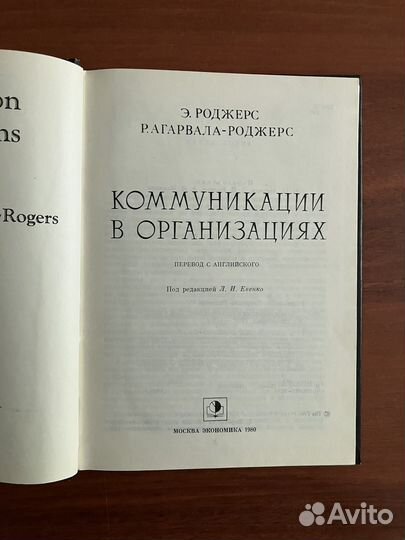 on
ns
-Rogers
Э. РОДЖЕРС
Р. АГАРВАЛА-РОДЖЕРС
КОММУНИКАЦИИ
В ОРГАНИЗАЦИЯХ
ПЕРЕВОД С АНГЛИЙСКОГО
Под редакцией Л. И. Евенко
МОСКВА ЭКОНОМИКА 1980
Avito